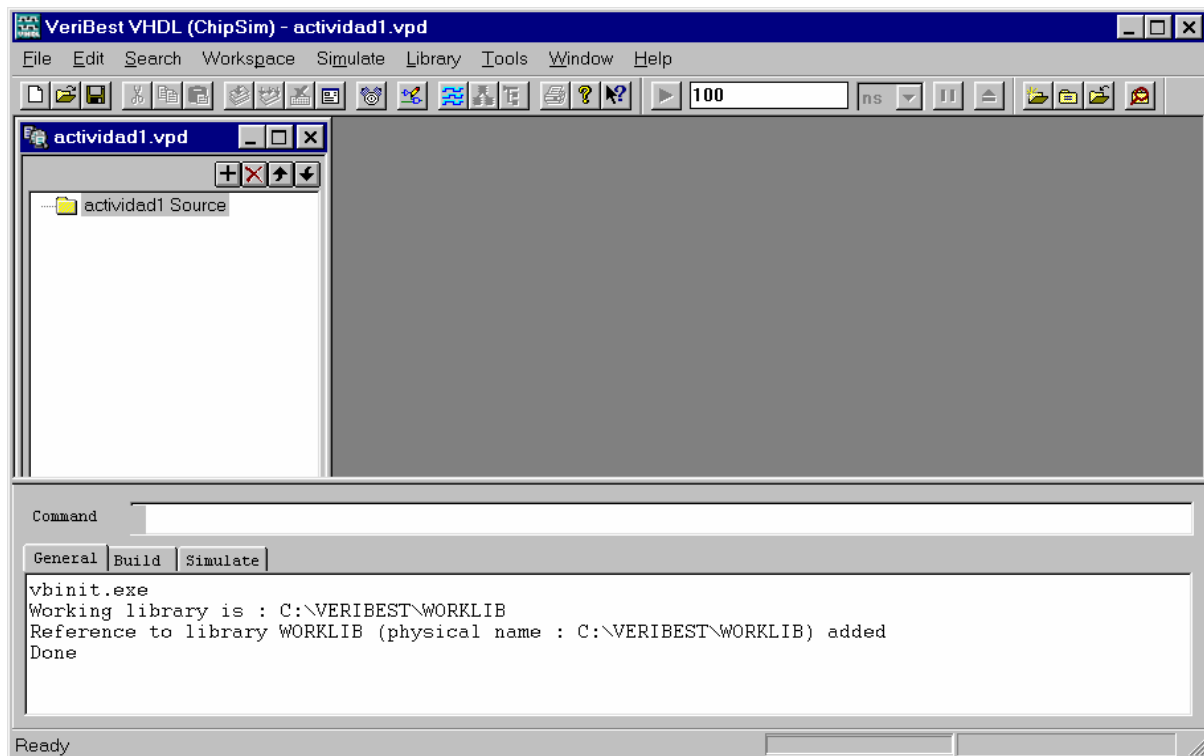 VeriBest VHDL (ChipSim) - actividad1.vpd
File Edit Search Workspace Simulate Library Tools Window Help
100 ns
actividad1.vpd
actividad1 Source
Command
General Build Simulate
vbinit.exe
Working library is : C:\VERIBEST\WORKLIB
Reference to library WORKLIB (physical name : C:\VERIBEST\WORKLIB) added
Done
Ready